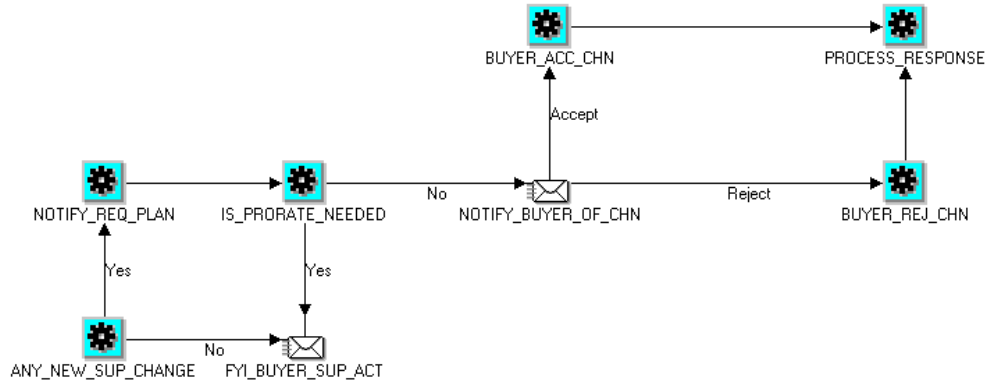 BUYER_ACC_CHN
PROCESS_RESPONSE
Accept
NOTIFY_REQ_PLAN
IS_PRORATE_NEEDED
No
NOTIFY_BUYER_OF_CHN
Reject
BUYER_REJ_CHN
Yes
Yes
ANY_NEW_SUP_CHANGE
No
FYI_BUYER_SUP_ACT